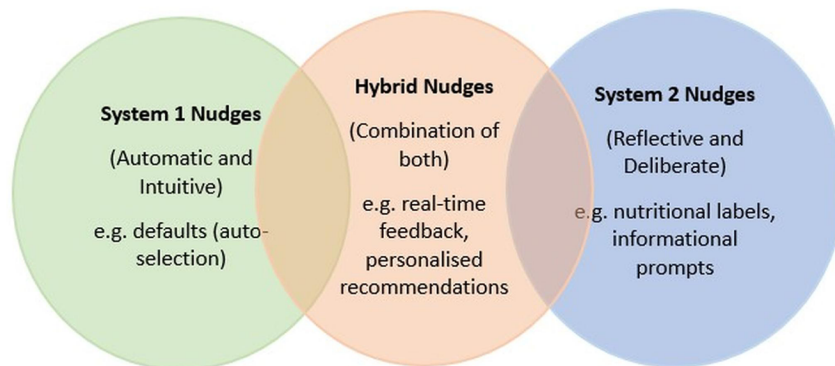 System 1 Nudges
(Automatic and
Intuitive)
e.g. defaults (auto-
selection)
Hybrid Nudges
(Combination of
both)
e.g. real-time
feedback,
personalised
recommendations
System 2 Nudges
(Reflective and
Deliberate)
e.g. nutritional labels,
informational
prompts